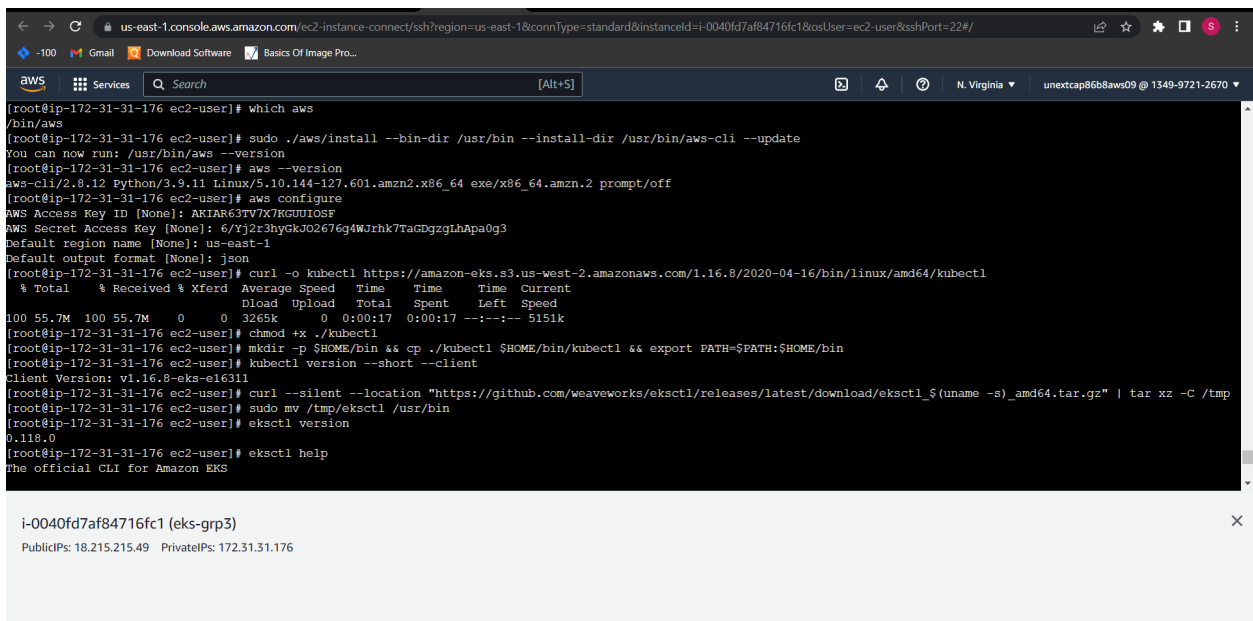 us-east-1.console.aws.amazon.com/ec2-instance-connect/ssh?region=us-east-1&connType=standard&instanceId=i-0040fd7af84716fc1&osUser=ec2-user&sshPort=22#/
S
-100 Gmail Download Software Basics Of Image Pro...
aws Services Search [Alt+S] N. Virginia ▼ unextcap86b8aws09 @ 1349-9721-2670 ▼
[root@ip-172-31-31-176 ec2-user]# which aws
/bin/aws
[root@ip-172-31-31-176 ec2-user]# sudo ./aws/install --bin-dir /usr/bin --install-dir /usr/bin/aws-cli --update
You can now run: /usr/bin/aws --version
[root@ip-172-31-31-176 ec2-user]# aws --version
aws-cli/2.8.12 Python/3.9.11 Linux/5.10.144-127.601.amzn2.x86_64 exe/x86_64.amzn.2 prompt/off
[root@ip-172-31-31-176 ec2-user]# aws configure
AWS Access Key ID [None]: AKIAR63TV7X7KGUUIOSF
AWS Secret Access Key [None]: 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
Default region name [None]: us-east-1
Default output format [None]: json
[root@ip-172-31-31-176 ec2-user]# curl -o kubectl https://amazon-eks.s3.us-west-2.amazonaws.com/1.16.8/2020-04-16/bin/linux/amd64/kubectl
% Total % Received % Xferd Average Speed Time Time Time Current
Dload Upload Total Spent Left Speed
100 55.7M 100 55.7M 0 0 3265k 0 0:00:17 0:00:17 --:--:-- 5151k
[root@ip-172-31-31-176 ec2-user]# chmod +x ./kubectl
[root@ip-172-31-31-176 ec2-user]# mkdir -p $HOME/bin && cp ./kubectl $HOME/bin/kubectl && export PATH=$PATH:$HOME/bin
[root@ip-172-31-31-176 ec2-user]# kubectl version --short --client
Client Version: v1.16.8-eks-e16311
[root@ip-172-31-31-176 ec2-user]# curl --silent --location "https://github.com/weaveworks/eksctl/releases/latest/download/eksctl_$(uname -s)_amd64.tar.gz" | tar xz -C /tmp
[root@ip-172-31-31-176 ec2-user]# sudo mv /tmp/eksctl /usr/bin
[root@ip-172-31-31-176 ec2-user]# eksctl version
0.118.0
[root@ip-172-31-31-176 ec2-user]# eksctl help
The official CLI for Amazon EKS
i-0040fd7af84716fc1 (eks-grp3)
PublicIPs: 18.215.215.49 PrivateIPs: 172.31.31.176